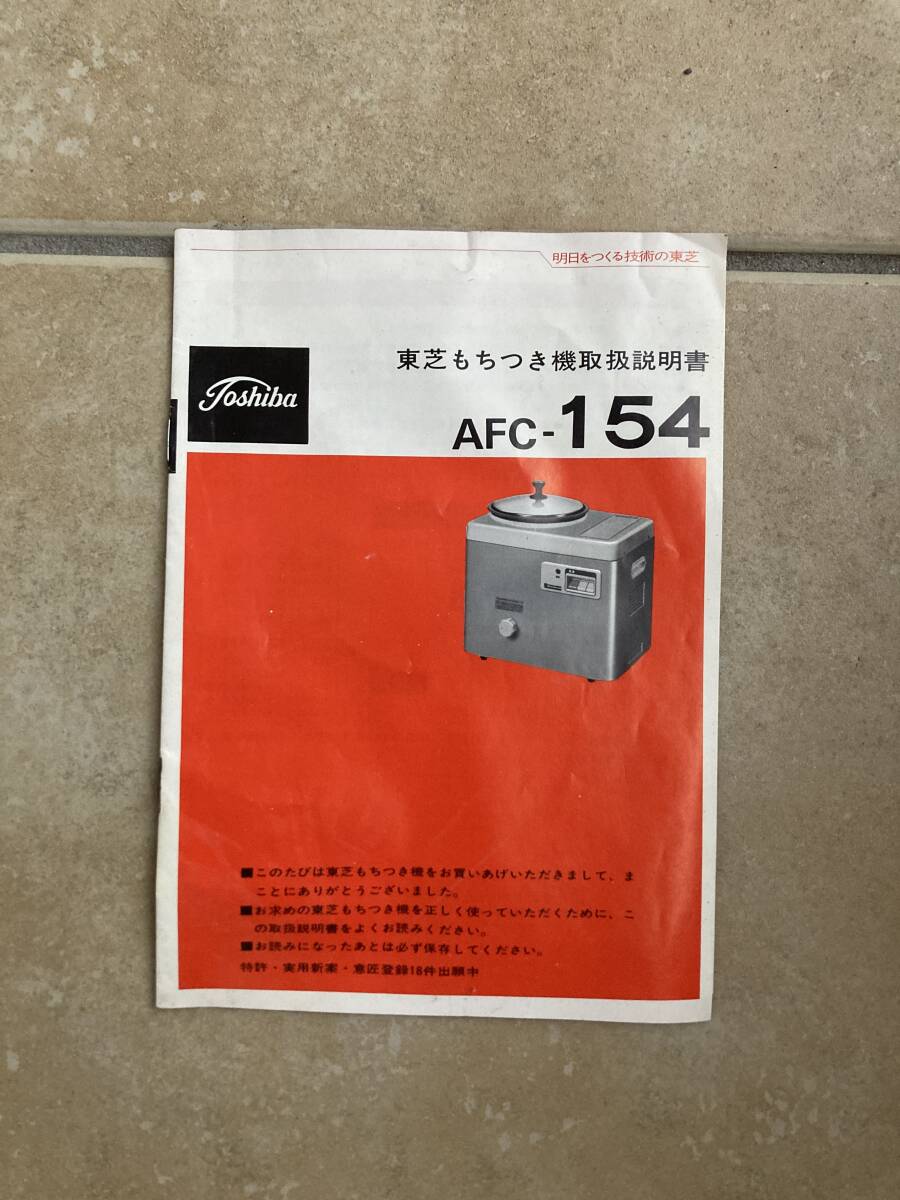 明日をつくる技術の東芝
東芝もちつき機取扱説明書
Toshiba
AFC-154
■このたびは東芝もちつき機をお買いあげいただきまして、ま
ことにありがとうございました。
■お求めの東芝もちつき機を正しく使っていただくために、こ
の取扱説明書をよくお読みください。
■お読みになったあとは必ず保存してください。
特許・実用新案・意匠登録18件出願中